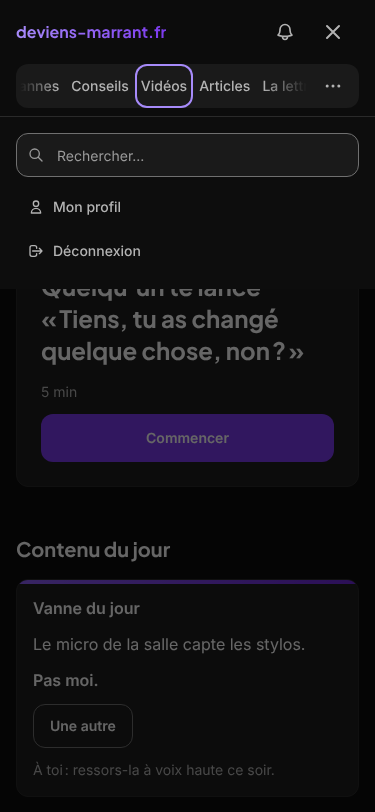 deviens-marrant.fr
Conseils Vidéos Articles La
Rechercher...
Mon profil
Déconnexion
Quelqu'un te lance
« Tiens, tu as changé
quelque chose, non ? »
5 min
Commencer
Contenu du jour
Vanne du jour
Le micro de la salle capte les stylos.
Pas moi.
Une autre
À toi : ressors-la à voix haute ce soir.